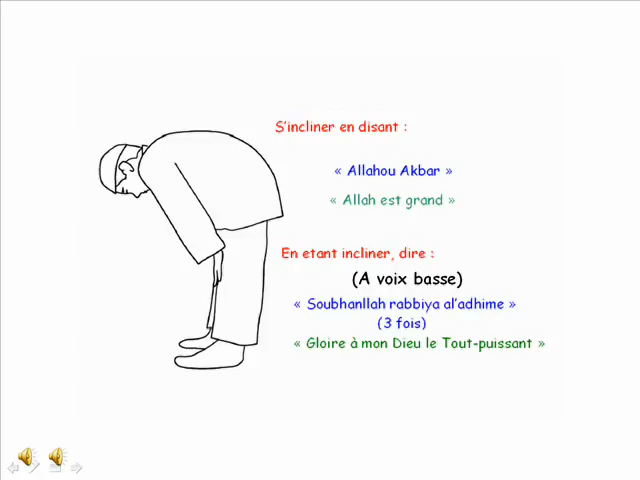 S'incliner en disant :
« Allahou Akbar »
« Allah est grand »
En etant incliner, dire :
(A voix basse)
« Soubhanllah rabbiya al'adhime »
(3 fois)
« Gloire à mon Dieu le Tout-puissant »